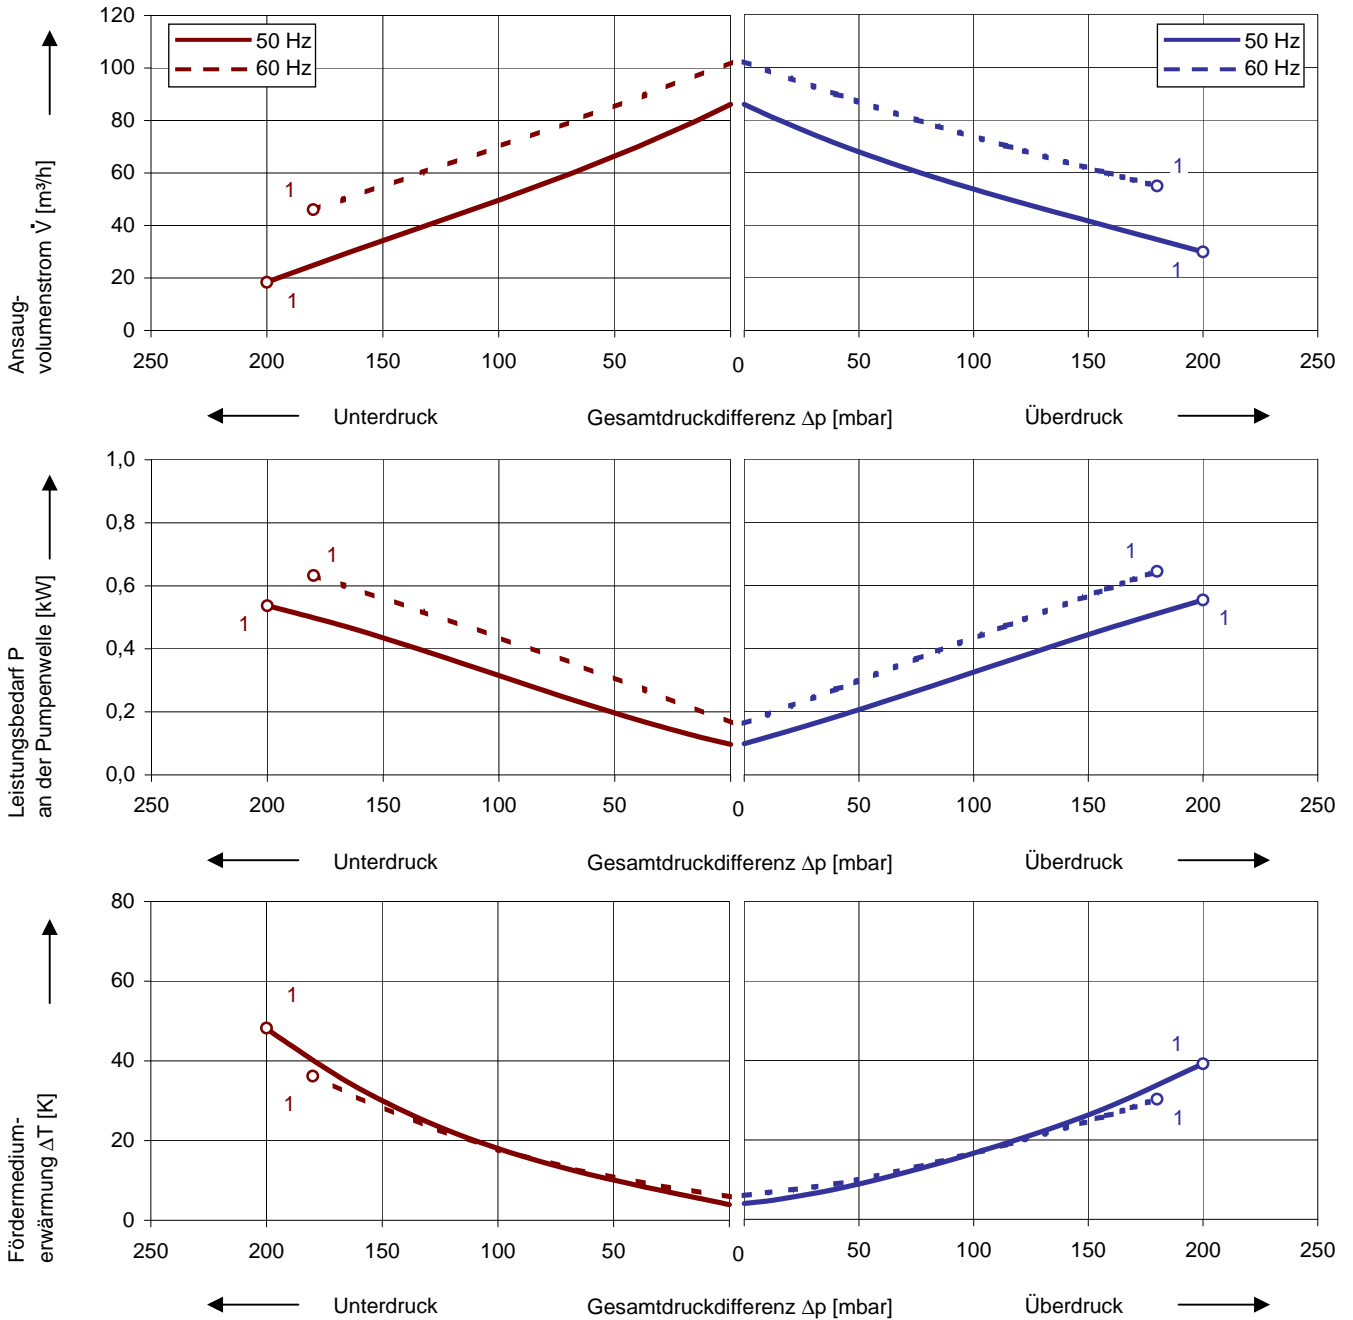 120
100
80
60
40
20
0
50 Hz
60 Hz
50 Hz
60 Hz
1
1
1
1
Ansaug-
volumenstrom V̇ [m³/h]
250 200 150 100 50 0 50 100 150 200 250
Unterdruck Gesamtdruckdifferenz Δp [mbar] Überdruck
1,0
0,8
0,6
0,4
0,2
0,0
1
1
1
1
Leistungsbedarf P
an der Pumpenwelle [kW]
250 200 150 100 50 0 50 100 150 200 250
Unterdruck Gesamtdruckdifferenz Δp [mbar] Überdruck
80
60
40
20
0
1
1
1
1
Fördermedium-
erwärmung ΔT [K]
250 200 150 100 50 0 50 100 150 200 250
Unterdruck Gesamtdruckdifferenz Δp [mbar] Überdruck